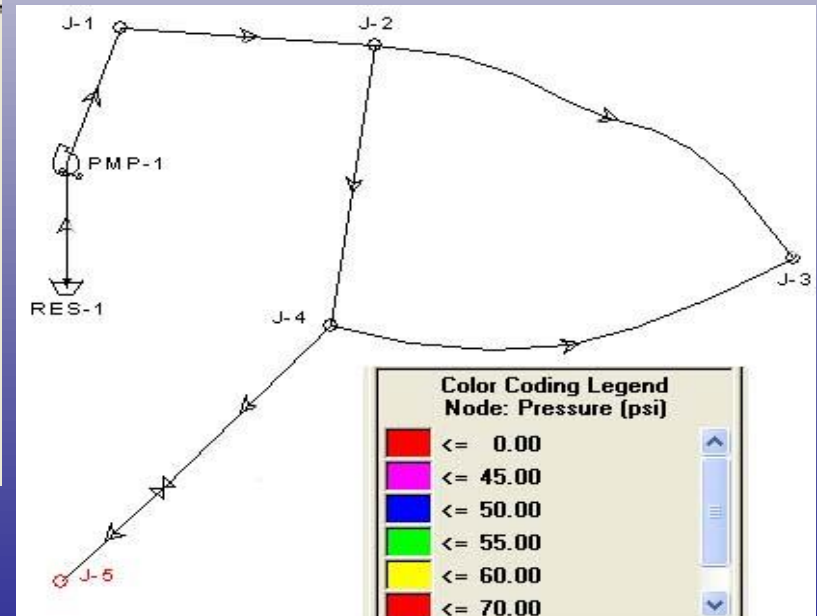 J-1
J-2
PMP-1
J-3
RES-1
J-4
Color Coding Legend
Node: Pressure (psi)
<= 0.00
<= 45.00
<= 50.00
<= 55.00
<= 60.00
<= 70.00
J-5